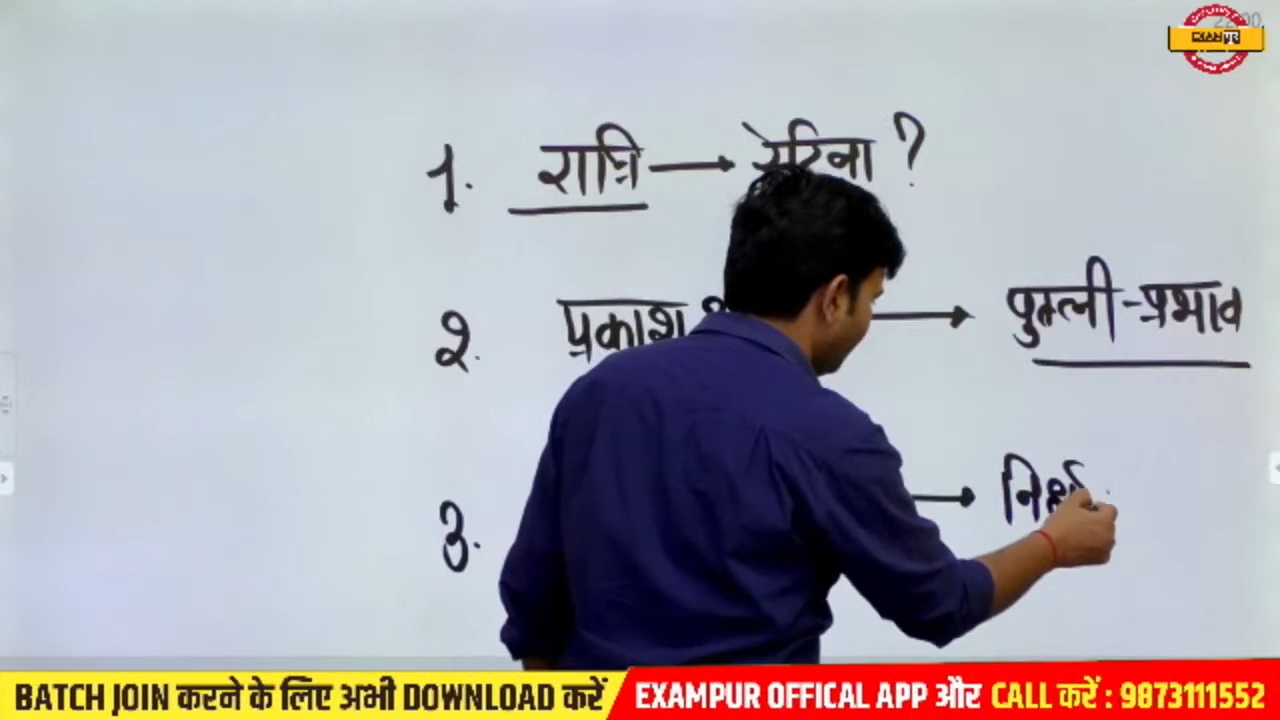 1. रात्रि → रेटिना ?
2. प्रकाश → पुतली-प्रभाव
3. →
BATCH JOIN करने के लिए अभी DOWNLOAD करें EXAMPUR OFFICAL APP और CALL करें : 9873111552